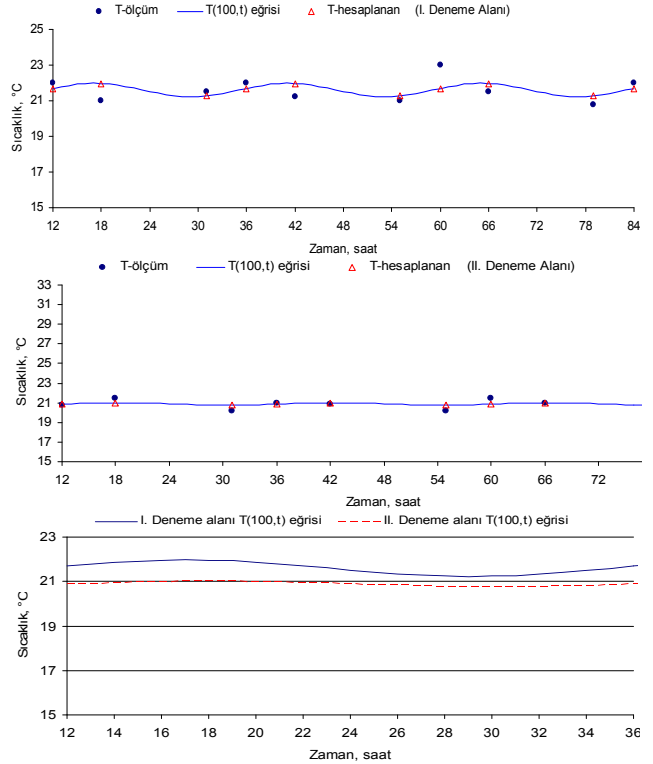 T-ölçüm T(100,t) eğrisi T-hesaplanan (I. Deneme Alanı)
25
23
21
19
17
15
Sıcaklık, °C
12 18 24 30 36 42 48 54 60 66 72 78 84
Zaman, saat
T-ölçüm T(100,t) eğrisi T-hesaplanan (II. Deneme Alanı)
33
31
29
27
25
23
21
19
17
15
Sıcaklık, °C
12 18 24 30 36 42 48 54 60 66 72
Zaman, saat
I. Deneme alanı T(100,t) eğrisi II. Deneme alanı T(100,t) eğrisi
23
21
19
17
15
Sıcaklık, °C
12 14 16 18 20 22 24 26 28 30 32 34 36
Zaman, saat